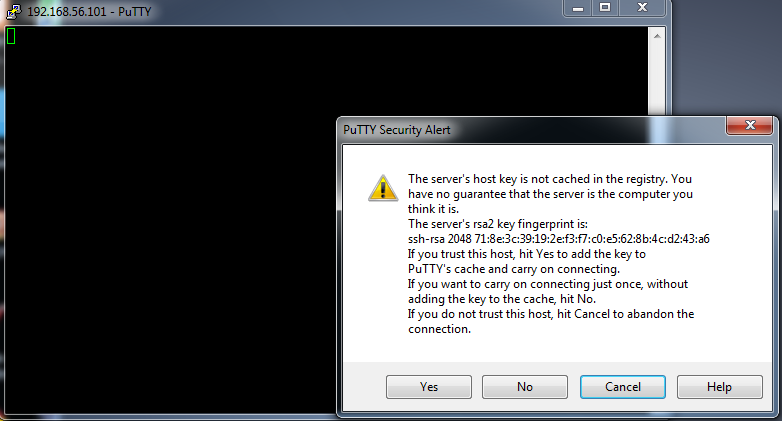 192.168.56.101 - PuTTY
PuTTY Security Alert
The server's host key is not cached in the registry. You
have no guarantee that the server is the computer you
think it is.
The server's rsa2 key fingerprint is:
ssh-rsa 2048 71:8e:3c:39:19:2e:f3:f7:c0:e5:62:8b:4c:d2:43:a6
If you trust this host, hit Yes to add the key to
PuTTY's cache and carry on connecting.
If you want to carry on connecting just once, without
adding the key to the cache, hit No.
If you do not trust this host, hit Cancel to abandon the
connection.
Yes No Cancel Help